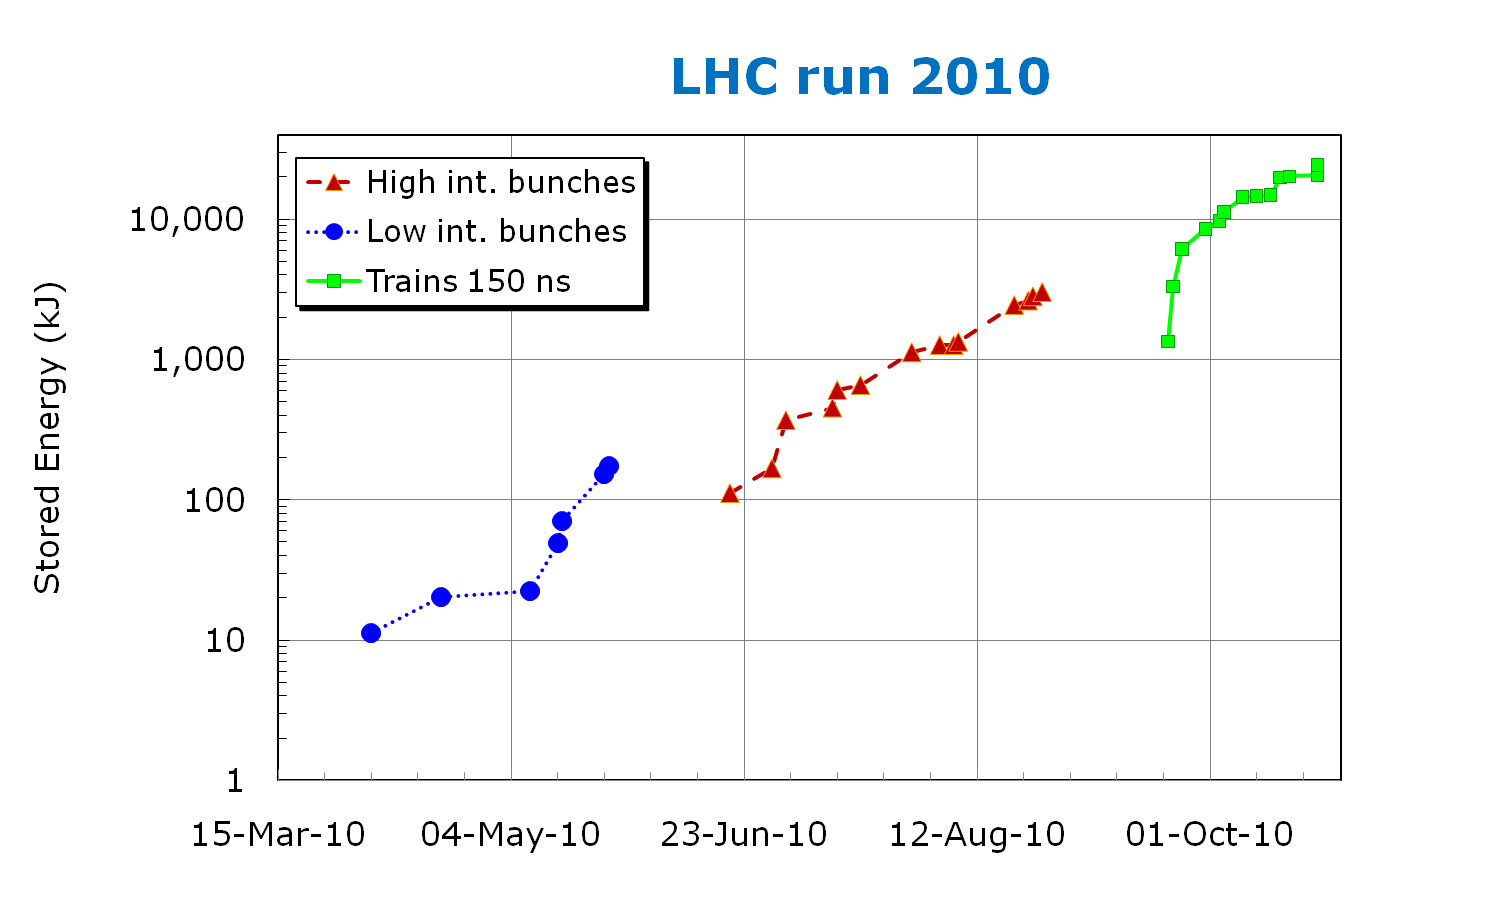 LHC run 2010
High int. bunches
Low int. bunches
Trains 150 ns
Stored Energy (kJ)
10,000
1,000
100
10
1
15-Mar-10 04-May-10 23-Jun-10 12-Aug-10 01-Oct-10